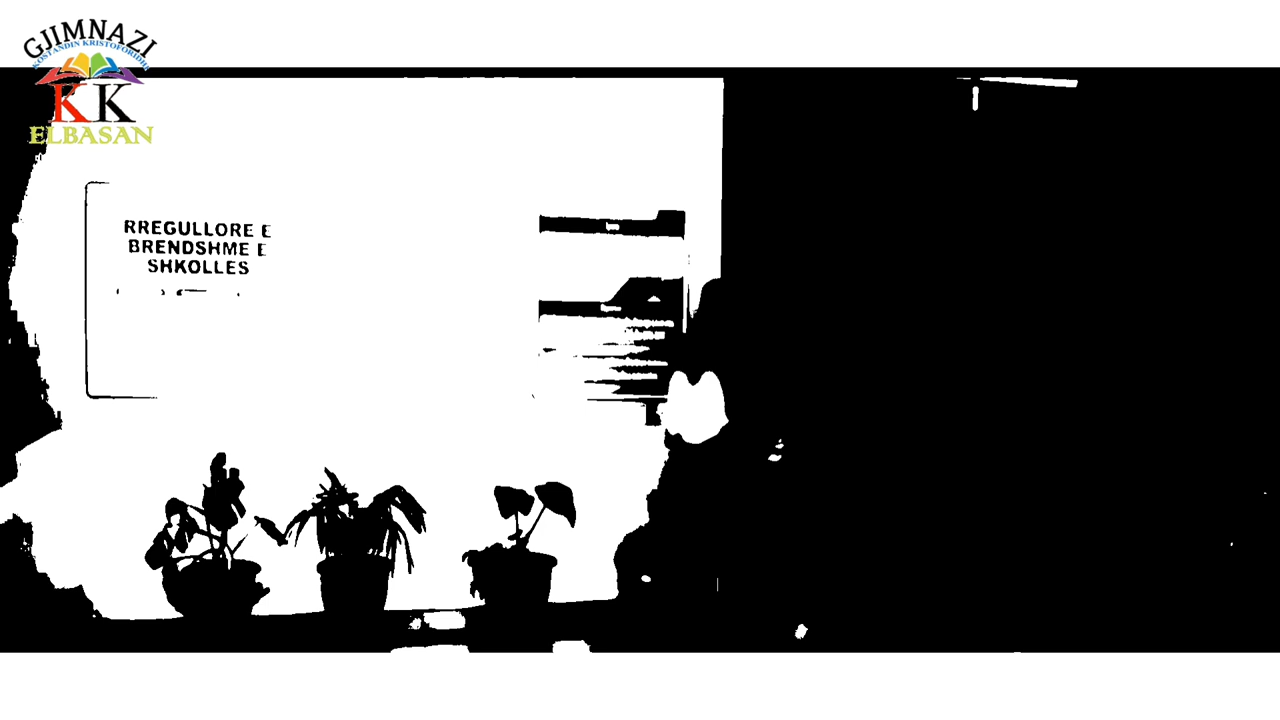 GJIMNAZI
KOSTANDIN KRISTOFORIDHI
KK
ELBASAN
RREGULLORE E
BRENDSHME E
SHKOLLES